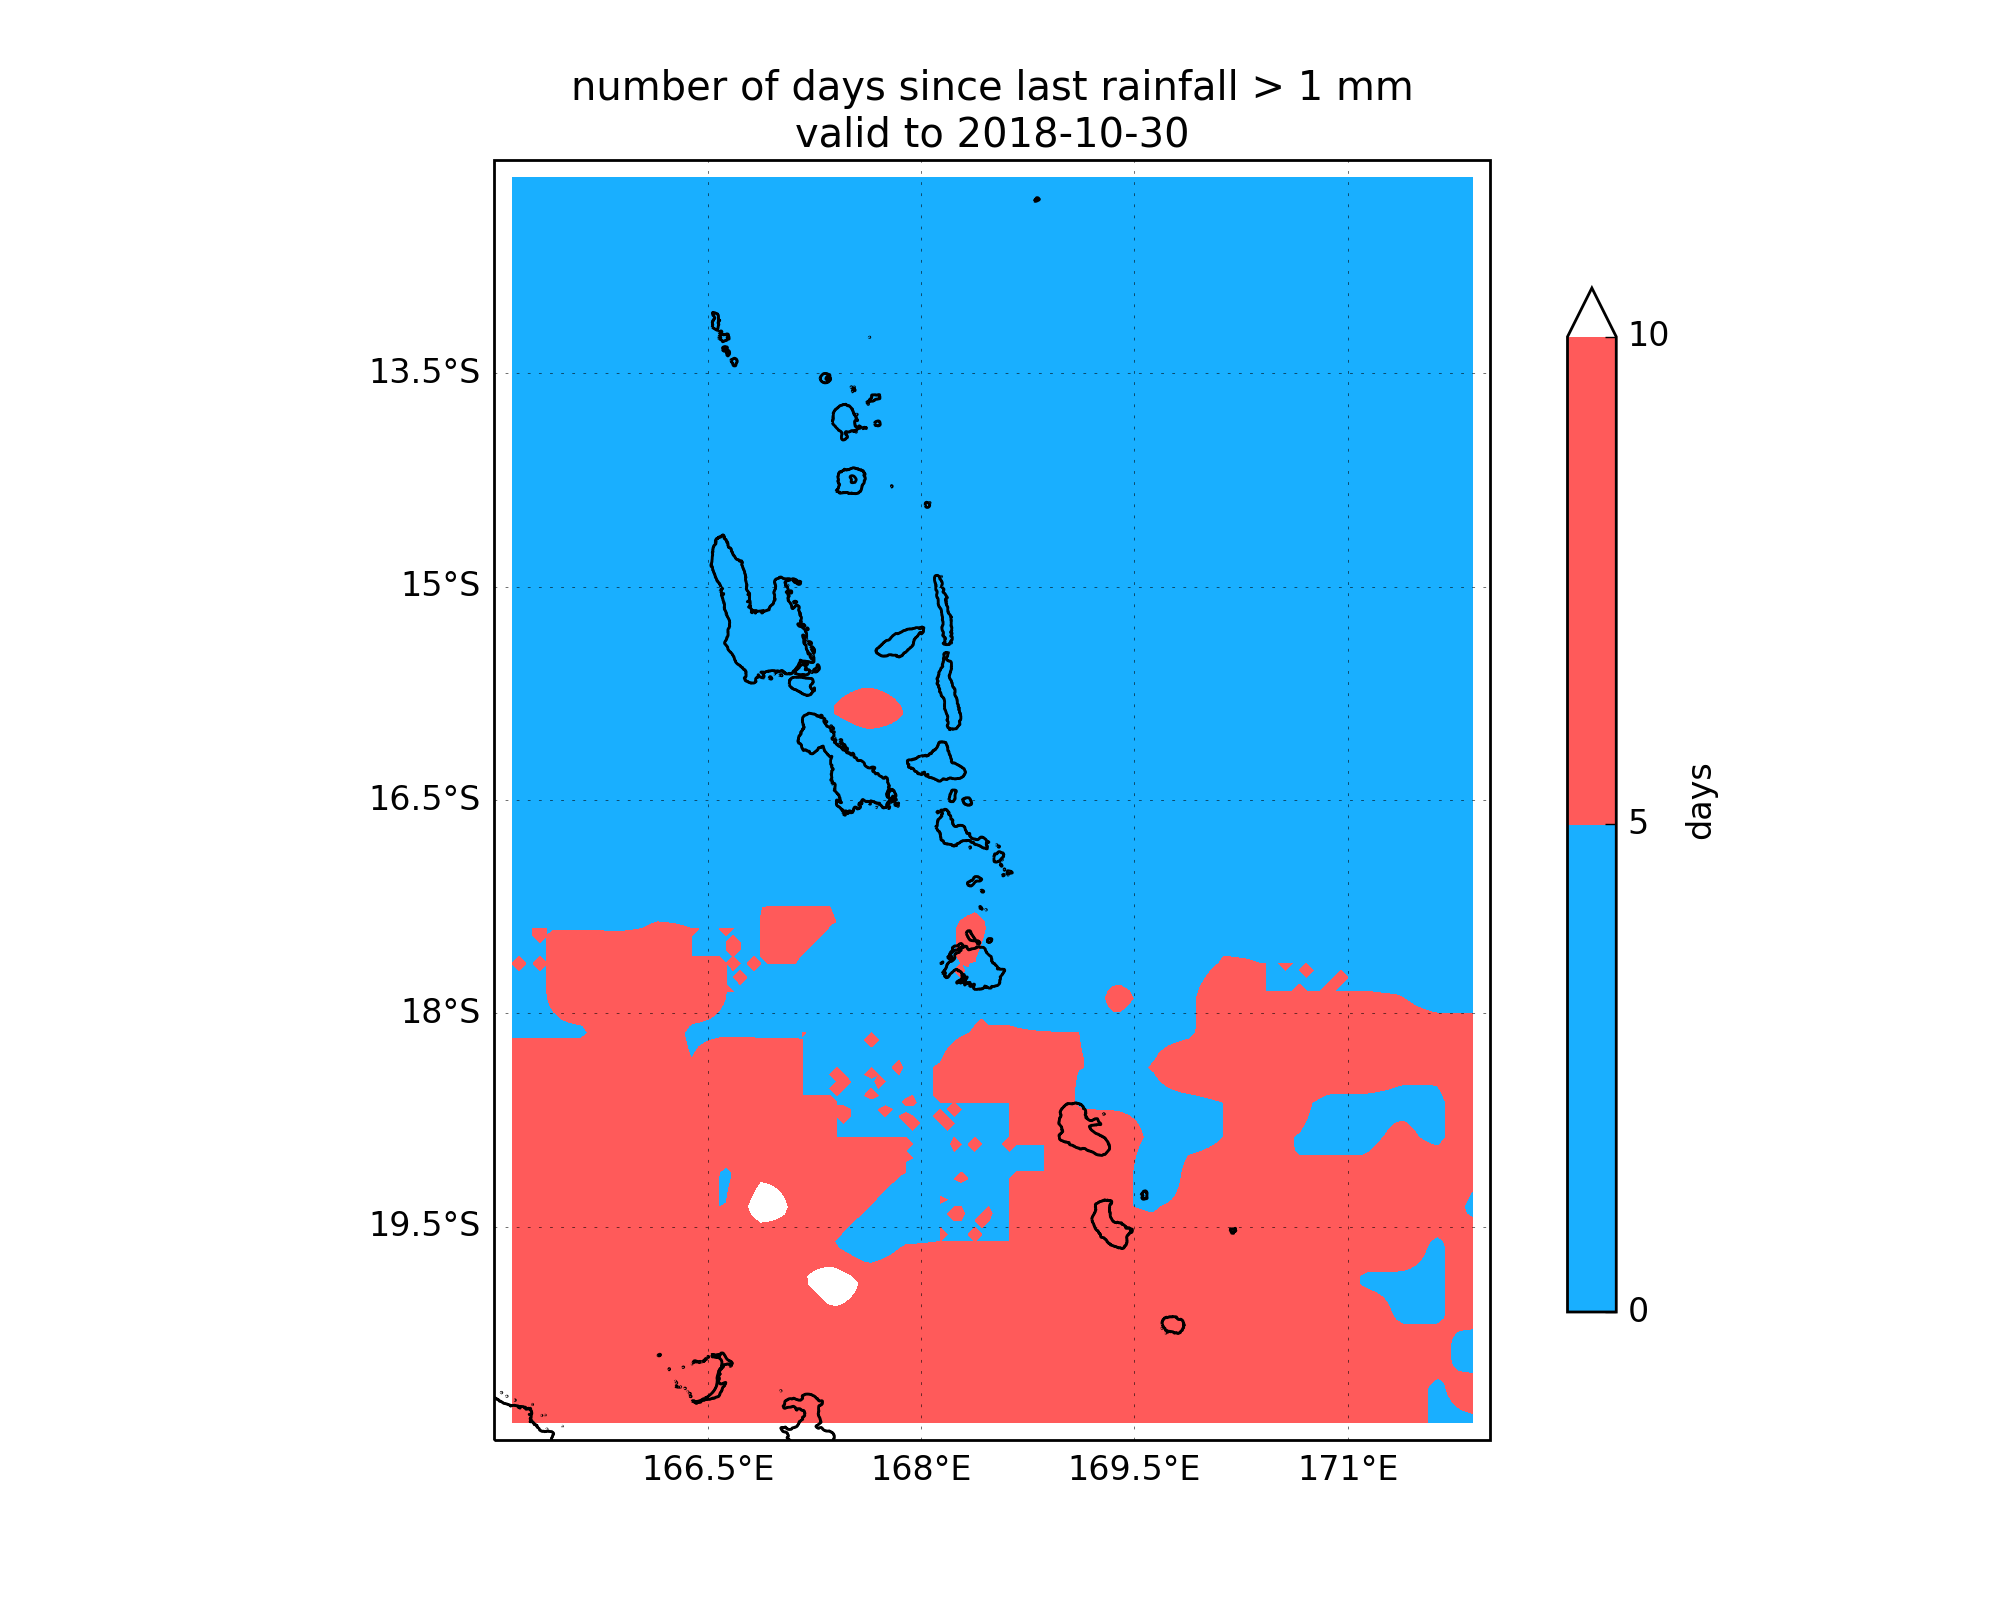 number of days since last rainfall > 1 mm
valid to 2018-10-30
13.5°S
15°S
16.5°S
18°S
19.5°S
166.5°E
168°E
169.5°E
171°E
10
5
0
days